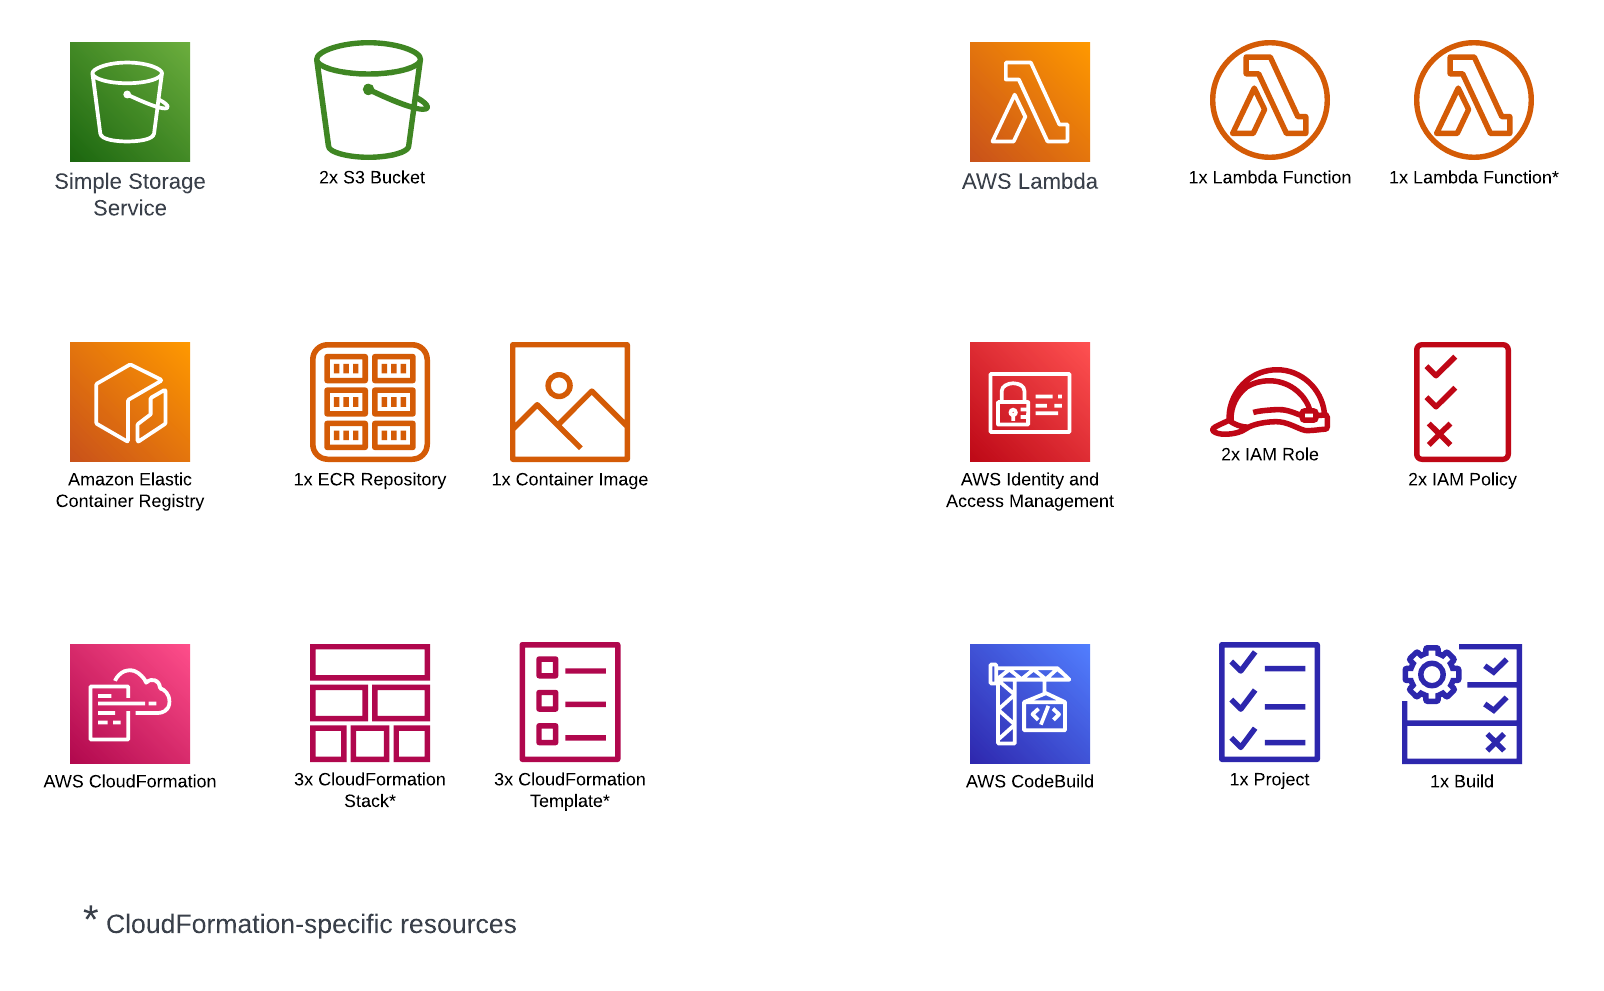 Simple Storage
Service
2x S3 Bucket
AWS Lambda
1x Lambda Function
1x Lambda Function*
Amazon Elastic
Container Registry
1x ECR Repository
1x Container Image
AWS Identity and
Access Management
2x IAM Role
2x IAM Policy
AWS CloudFormation
3x CloudFormation
Stack*
3x CloudFormation
Template*
AWS CodeBuild
1x Project
1x Build
* CloudFormation-specific resources